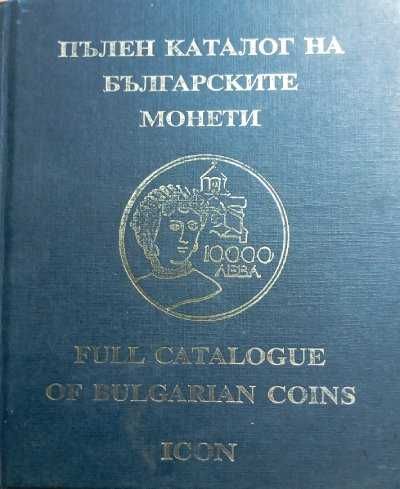 ПЪЛЕН КАТАЛОГ НА
БЪЛГАРСКИТЕ
МОНЕТИ
10000
ЛЕВА
FULL CATALOGUE
OF BULGARIAN COINS
ICON